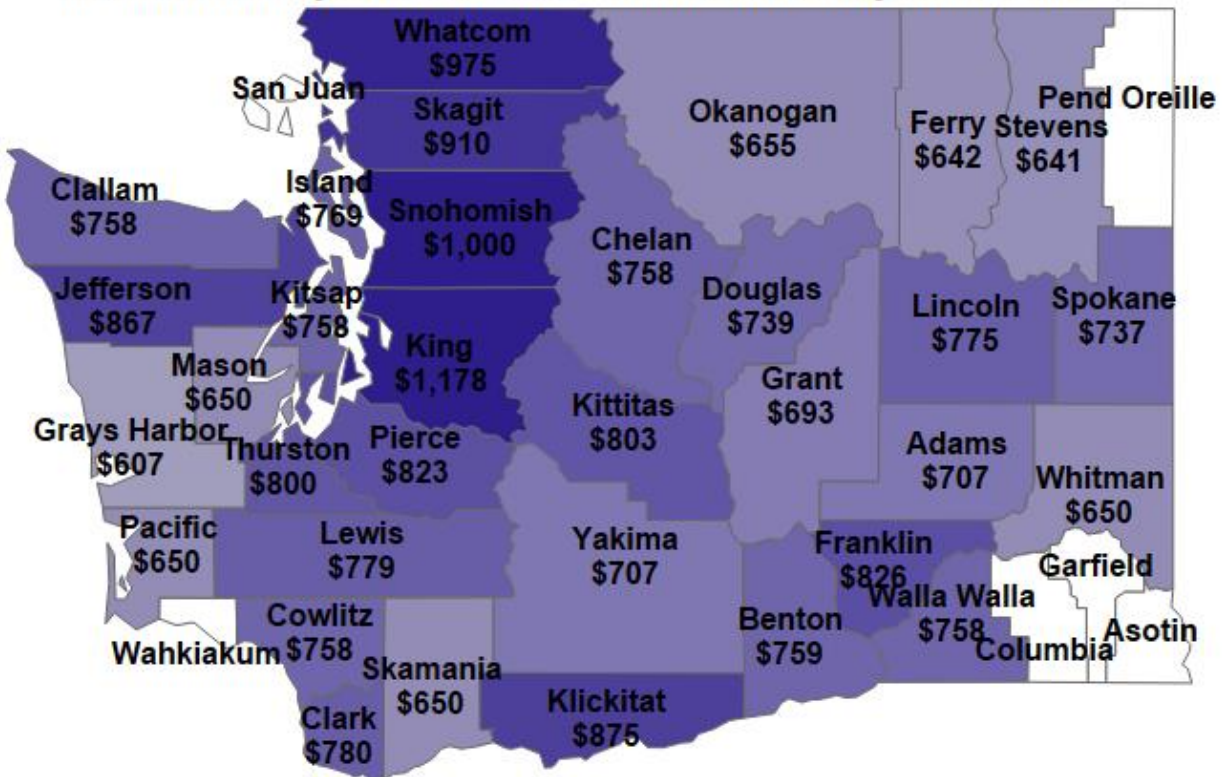 Whatcom
$975
San Juan
Skagit
$910
Okanogan
$655
Ferry
$642
Stevens
$641
Pend Oreille
Clallam
$758
Island
$769
Snohomish
$1,000
Chelan
$758
Jefferson
$867
Kitsap
$758
Douglas
$739
Lincoln
$775
Spokane
$737
Mason
$650
King
$1,178
Grant
$693
Kittitas
$803
Grays Harbor
$607
Thurston
$800
Pierce
$823
Adams
$707
Whitman
$650
Pacific
$650
Lewis
$779
Yakima
$707
Franklin
$826
Garfield
Walla Walla
$758
Benton
$759
Columbia
Asotin
Wahkiakum
Cowlitz
$758
Skamania
$650
Klickitat
$875
Clark
$780